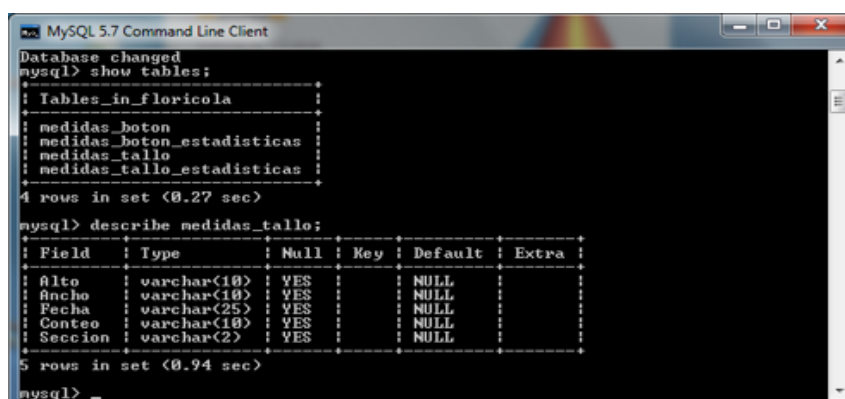 MySQL 5.7 Command Line Client
Database changed
mysql> show tables;
+---------------------------+
| Tables_in_floricola       |
+---------------------------+
| medidas_boton             |
| medidas_boton_estadisticas |
| medidas_tallo             |
| medidas_tallo_estadisticas |
+---------------------------+
4 rows in set (0.27 sec)
mysql> describe medidas_tallo;
+---------+-------------+------+-----+---------+-------+
| Field | Type | Null | Key | Default | Extra |
+---------+-------------+------+-----+---------+-------+
| Alto | varchar(10) | YES | | NULL | |
| Ancho | varchar(10) | YES | | NULL | |
| Fecha | varchar(25) | YES | | NULL | |
| Conteo | varchar(10) | YES | | NULL | |
| Seccion | varchar(2) | YES | | NULL | |
+---------+-------------+------+-----+---------+-------+
5 rows in set (0.94 sec)
mysql> _